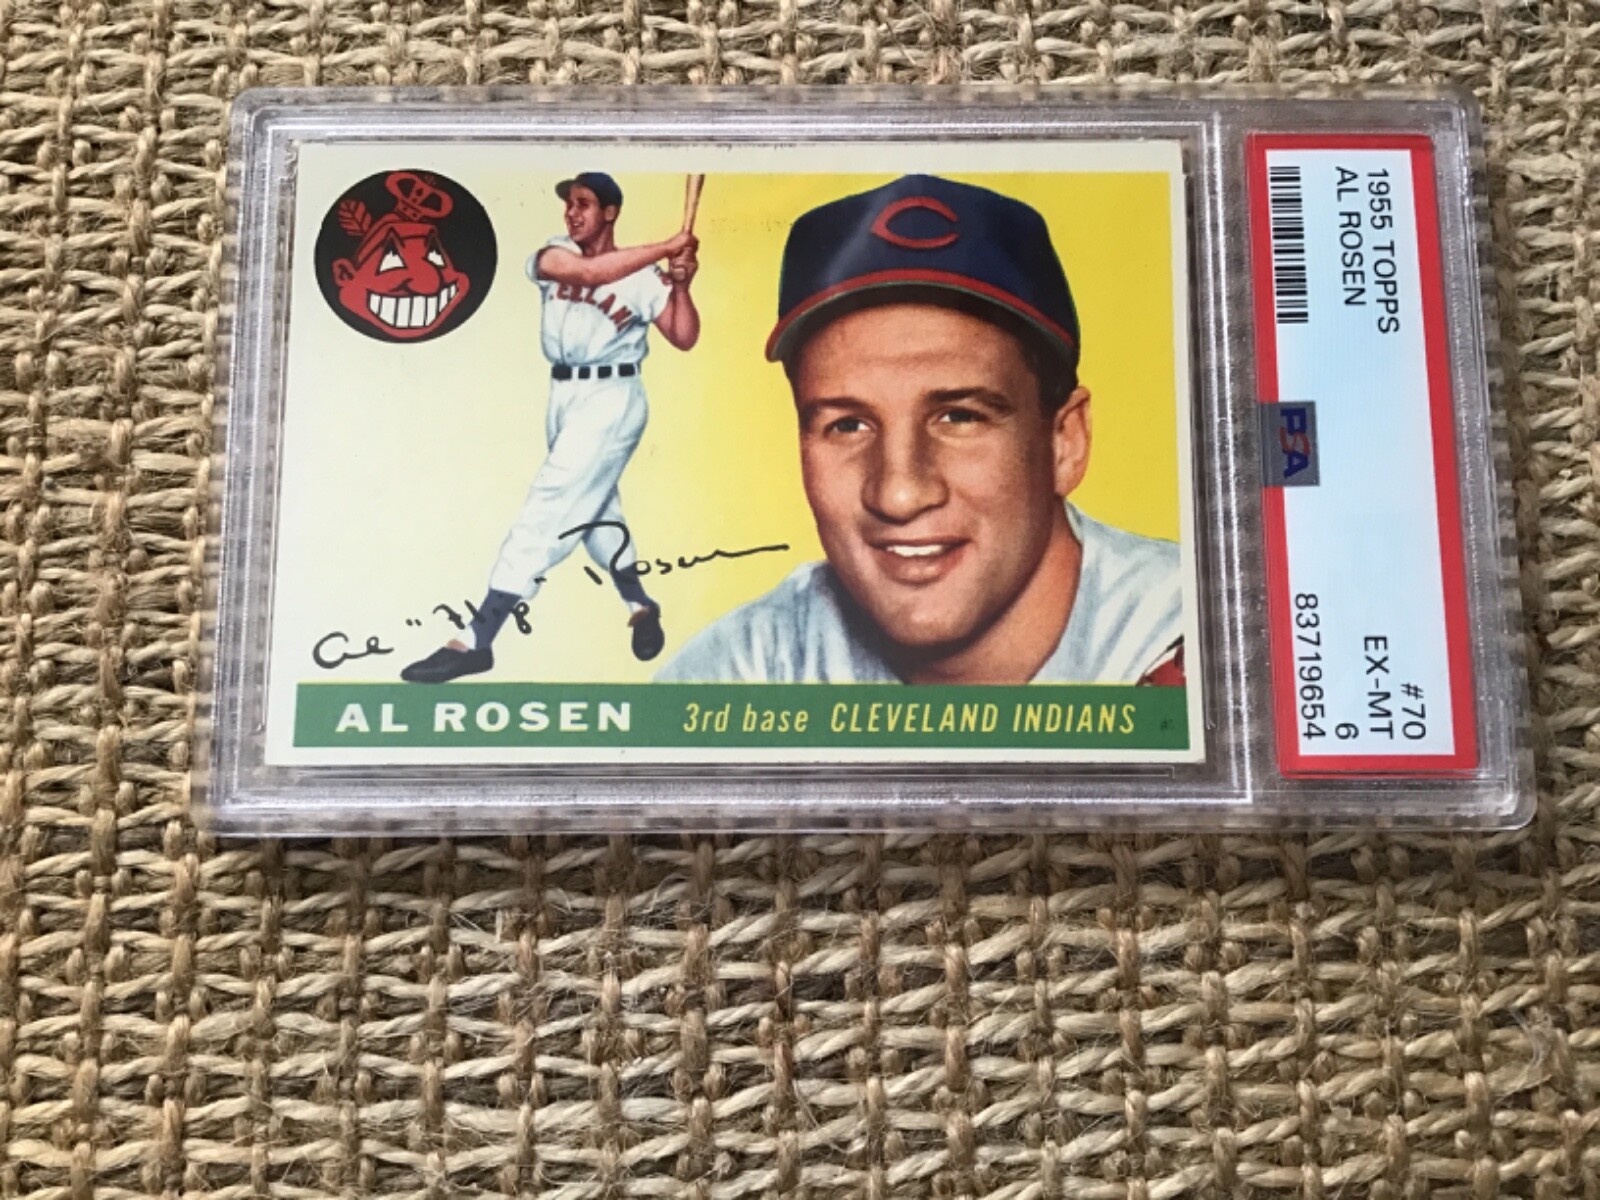 C
CLEVELAN
Al "Flip" Rosen
AL ROSEN 3rd base CLEVELAND INDIANS
1955 TOPPS #70
AL ROSEN EX-MT
6
PSA 83719654